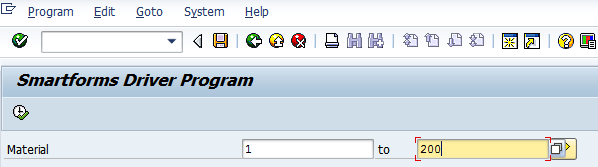 Program Edit Goto System Help
Smartforms Driver Program
Material 1 to 200